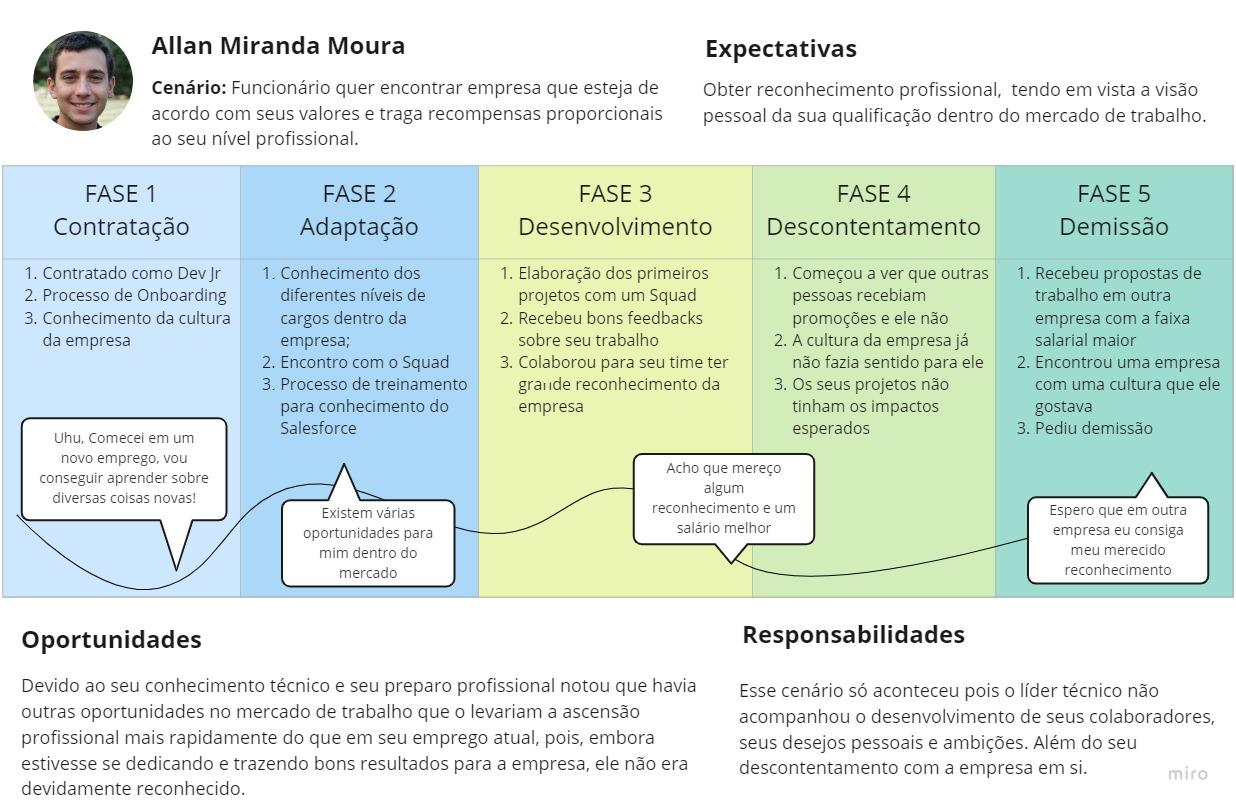 Allan Miranda Moura
Cenário: Funcionário quer encontrar empresa que esteja de
acordo com seus valores e traga recompensas proporcionais
ao seu nível profissional.
Expectativas
Obter reconhecimento profissional, tendo em vista a visão
pessoal da sua qualificação dentro do mercado de trabalho.
FASE 1
Contratação
1. Contratado como Dev Jr
2. Processo de Onboarding
3. Conhecimento da cultura
da empresa
Uhu, Comecei em um
novo emprego, vou
conseguir aprender sobre
diversas coisas novas!
FASE 2
Adaptação
1. Conhecimento dos
diferentes níveis de
cargos dentro da
empresa;
2. Encontro com o Squad
3. Processo de treinamento
para conhecimento do
Salesforce
Existem várias
oportunidades para
mim dentro do
mercado
FASE 3
Desenvolvimento
1. Elaboração dos primeiros
projetos com um Squad
2. Recebeu bons feedbacks
sobre seu trabalho
3. Colaborou para seu time ter
grande reconhecimento da
empresa
Acho que mereço
algum
reconhecimento e um
salário melhor
FASE 4
Descontentamento
1. Começou a ver que outras
pessoas recebiam
promoções e ele não
2. A cultura da empresa já
não fazia sentido para ele
3. Os seus projetos não
tinham os impactos
esperados
FASE 5
Demissão
1. Recebeu propostas de
trabalho em outra
empresa com a faixa
salarial maior
2. Encontrou uma empresa
com uma cultura que ele
gostava
3. Pediu demissão
Espero que em outra
empresa eu consiga
meu merecido
reconhecimento
Oportunidades
Devido ao seu conhecimento técnico e seu preparo profissional notou que havia
outras oportunidades no mercado de trabalho que o levariam a ascensão
profissional mais rapidamente do que em seu emprego atual, pois, embora
estivesse se dedicando e trazendo bons resultados para a empresa, ele não era
devidamente reconhecido.
Responsabilidades
Esse cenário só aconteceu pois o líder técnico não
acompanhou o desenvolvimento de seus colaboradores,
seus desejos pessoais e ambições. Além do seu
descontentamento com a empresa em si.
miro